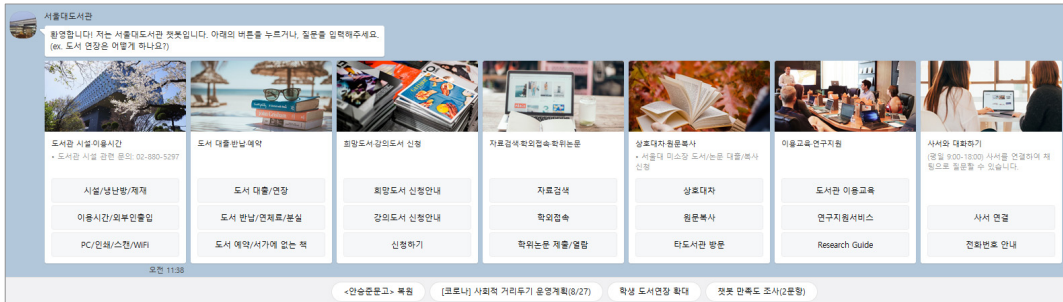 서울대도서관
환영합니다! 저는 서울대도서관 챗봇입니다. 아래의 버튼을 누르거나, 질문을 입력해주세요.
(ex. 도서 연장은 어떻게 하나요?)
도서관 시설·이용시간
• 도서관 시설 관련 문의: 02-880-5297
시설/냉난방/제재
이용시간/외부인출입
PC/인쇄/스캔/WiFi
도서 대출·반납·예약
도서 대출/연장
도서 반납/연체료/분실
도서 예약/서가에 없는 책
희망도서·강의도서 신청
희망도서 신청안내
강의도서 신청안내
신청하기
자료검색·학외접속·학위논문
자료검색
학외접속
학위논문 제출/열람
상호대차·원문복사
• 서울대 미소장 도서/논문 대출/복사
신청
상호대차
원문복사
타도서관 방문
이용교육·연구지원
도서관 이용교육
연구지원서비스
Research Guide
사서와 대화하기
(평일 9:00-18:00) 사서를 연결하여 채
팅으로 질문할 수 있습니다.
사서 연결
전화번호 안내
오전 11:38
<안승준문고> 복원
[코로나] 사회적 거리두기 운영계획(8/27)
학생 도서연장 확대
챗봇 만족도 조사(2문항)